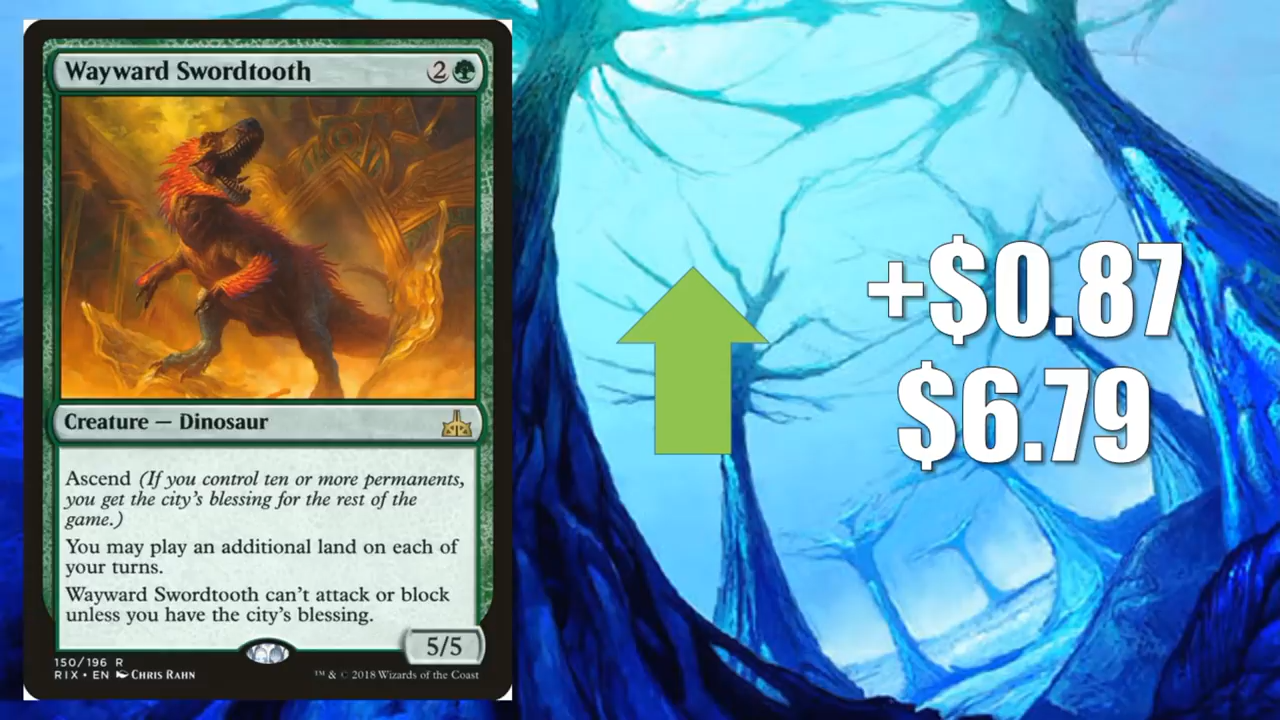 Wayward Swordtooth 2
Creature — Dinosaur
Ascend (If you control ten or more permanents,
you get the city's blessing for the rest of the
game.)
You may play an additional land on each of
your turns.
Wayward Swordtooth can't attack or block
unless you have the city's blessing.
5/5
150/196 R
RIX • EN Chris Rahn
™ & © 2018 Wizards of the Coast
+$0.87
$6.79